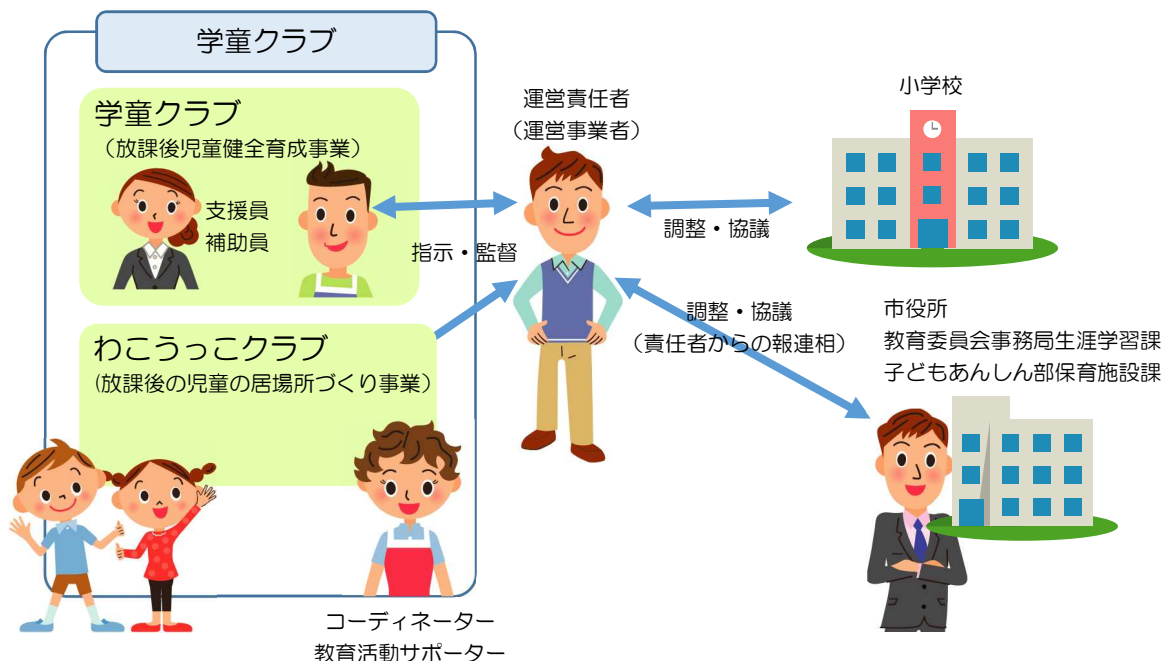 学童クラブ
学童クラブ
（放課後児童健全育成事業）
支援員
補助員
わこうっこクラブ
(放課後の児童の居場所づくり事業）
コーディネーター
教育活動サポーター
運営責任者
（運営事業者）
指示・監督
小学校
調整・協議
調整・協議
（責任者からの報連相）
市役所
教育委員会事務局生涯学習課
子どもあんしん部保育施設課